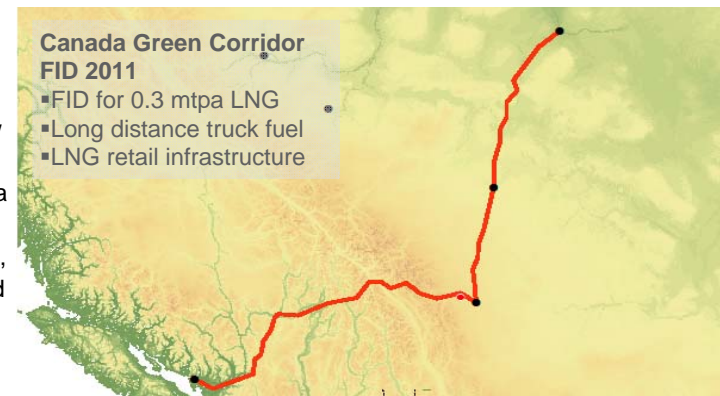 Canada Green Corridor
FID 2011
▪FID for 0.3 mtpa LNG
▪Long distance truck fuel
▪LNG retail infrastructure
a
,